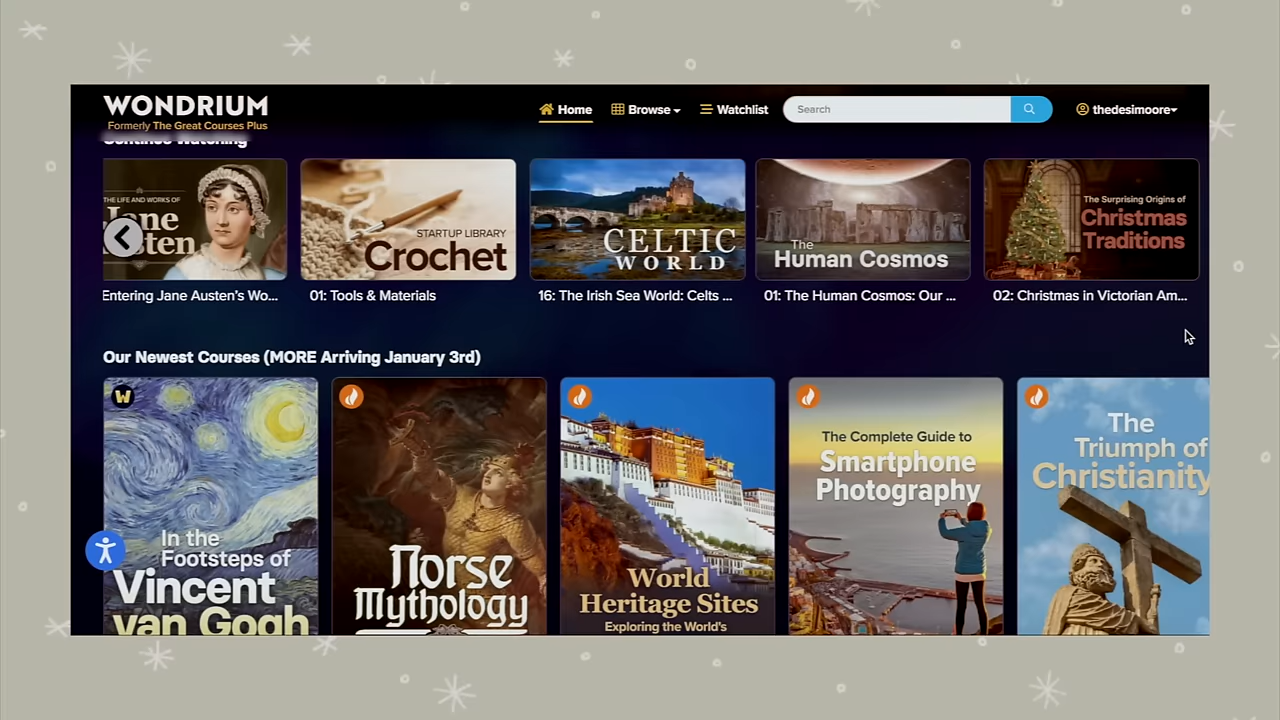 WONDRIUM
Formerly The Great Courses Plus
Home
Browse
Watchlist
Search
thedesimoore
Continue Watching
THE LIFE AND WORKS OF
Jane
Austen
STARTUP LIBRARY
Crochet
CELTIC
WORLD
The
Human Cosmos
The Surprising Origins of
Christmas
Traditions
Entering Jane Austen's Wo...
01: Tools & Materials
16: The Irish Sea World: Celts ...
01: The Human Cosmos: Our ...
02: Christmas in Victorian Am...
Our Newest Courses (MORE Arriving January 3rd)
W
In the
Footsteps of
Vincent
van Gogh
Norse
Mythology
World
Heritage Sites
Exploring the World's
The Complete Guide to
Smartphone
Photography
The
Triumph of
Christianity